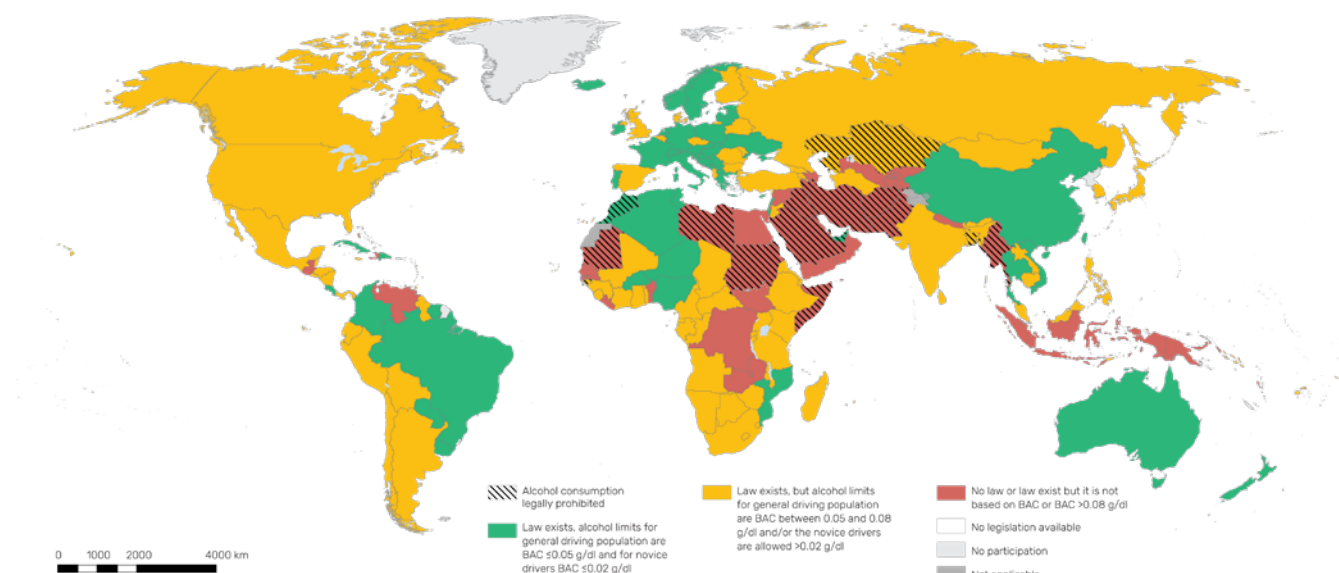 Alcohol consumption
legally prohibited
Law exists, alcohol limits for
general driving population are
BAC ≤0.05 g/dl and for novice
drivers BAC ≤0.02 g/dl
Law exists, but alcohol limits
for general driving population
are BAC between 0.05 and 0.08
g/dl and/or the novice drivers
are allowed >0.02 g/dl
No law or law exist but it is not
based on BAC or BAC >0.08 g/dl
No legislation available
No participation
Not applicable
0 1000 2000 4000 km